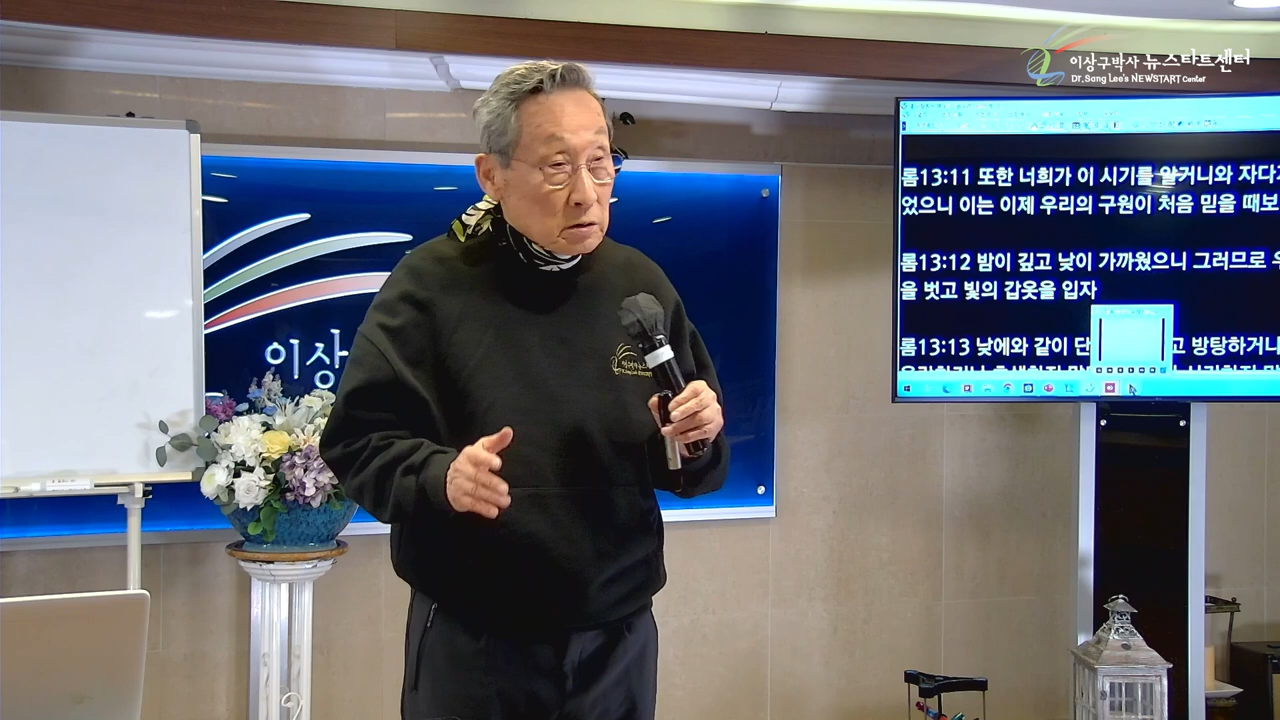 이상구박사 뉴스타트센터
Dr. Sang Lee's NEWSTART Center
롬13:11 또한 너희가 이 시기를 알거니와 자다가
었으니 이는 이제 우리의 구원이 처음 믿을 때보
롬13:12 밤이 깊고 낮이 가까웠으니 그러므로 우
을 벗고 빛의 갑옷을 입자
롬13:13 낮에와 같이 단 고 방탕하거나
이상